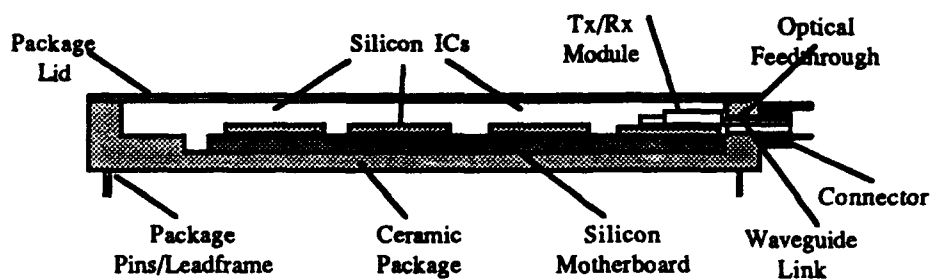 Package
Lid
Silicon ICs
Tx/Rx
Module
Optical
Feedthrough
Package
Pins/Leadframe
Ceramic
Package
Silicon
Motherboard
Waveguide
Link
Connector